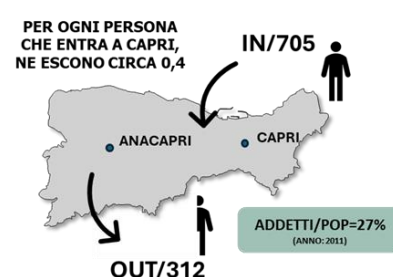 PER OGNI PERSONA
CHE ENTRA A CAPRI,
NE ESCONO CIRCA 0,4
IN/705
ANACAPRI
CAPRI
ADDETTI/POP=27%
(ANNO: 2011)
OUT/312